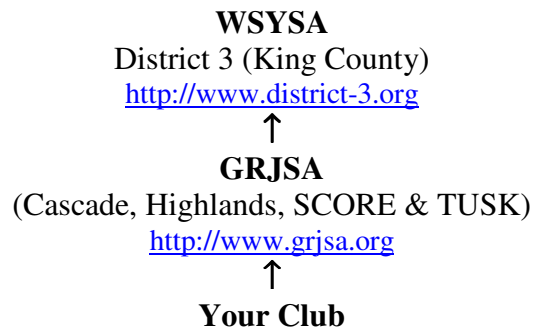 WSYSA
District 3 (King County)
http://www.district-3.org
↑
GRJSA
(Cascade, Highlands, SCORE & TUSK)
http://www.grjsa.org
↑
Your Club